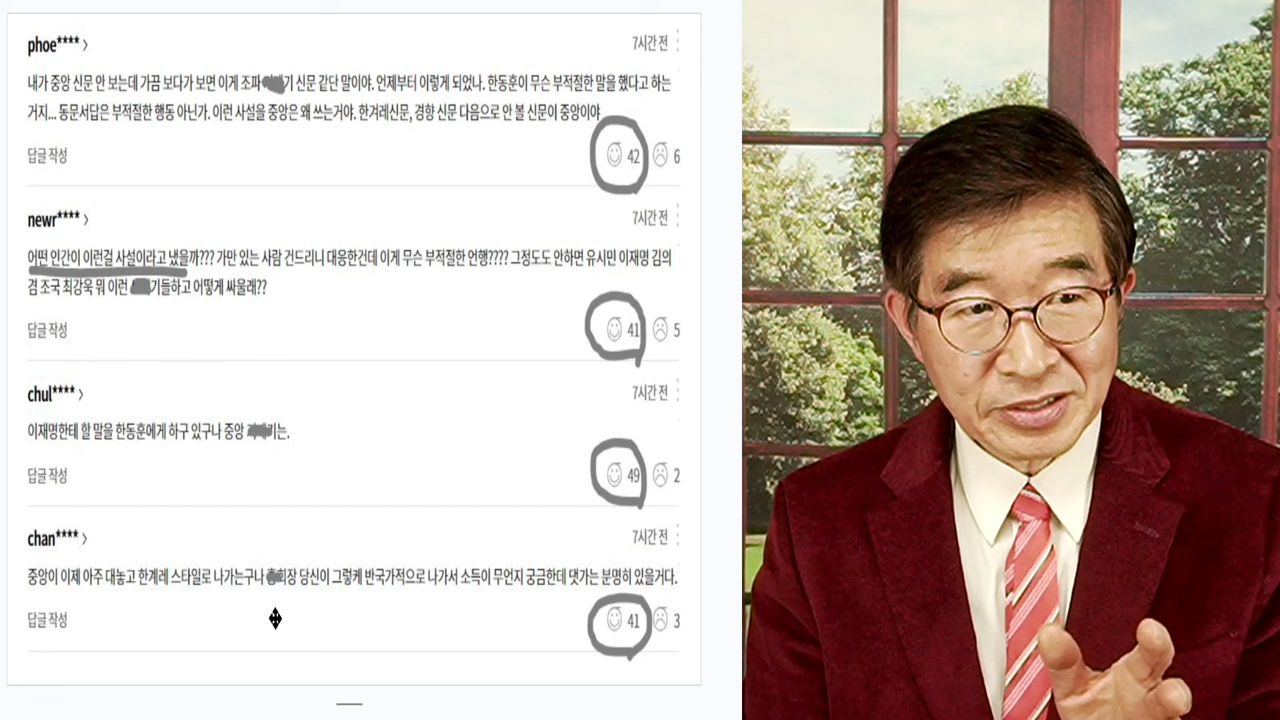 phoe**** >
7시간 전
내가 중앙 신문 안 보는데 가끔 보다가 보면 이게 조파 기 신문 간단 말이야. 언제부터 이렇게 되었나. 한동훈이 무슨 부적절한 말을 했다고 하는
거지... 동문서답은 부적절한 행동 아닌가. 이런 사설을 중앙은 왜 쓰는거야. 한겨레신문, 경향 신문 다음으로 안 볼 신문이 중앙이야
답글 작성
42 6
newr**** >
7시간 전
어떤 인간이 이런걸 사설이라고 냈을까??? 가만 있는 사람 건드리니 대응한건데 이게 무슨 부적절한 언행???? 그정도도 안하면 유시민 이재명 김의
겸 조국 최강욱 뭐 이런 기들하고 어떻게 싸울래??
답글 작성
41 5
chul**** >
7시간 전
이재명한테 할 말을 한동훈에게 하구 있구나 중앙 기는.
답글 작성
49 2
chan**** >
7시간 전
중앙이 이제 아주 대놓고 한계레 스타일로 나가는구나 회장 당신이 그렇케 반국가적으로 나가서 소득이 무언지 궁금한데 댓가는 분명히 있을거다.
답글 작성
41 3